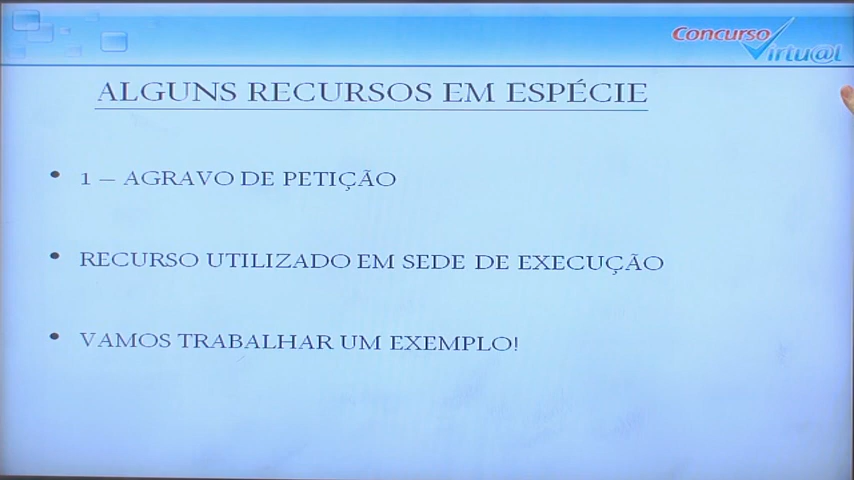 Concurso
Virtu@l
ALGUNS RECURSOS EM ESPÉCIE
• 1 – AGRAVO DE PETIÇÃO
• RECURSO UTILIZADO EM SEDE DE EXECUÇÃO
• VAMOS TRABALHAR UM EXEMPLO!